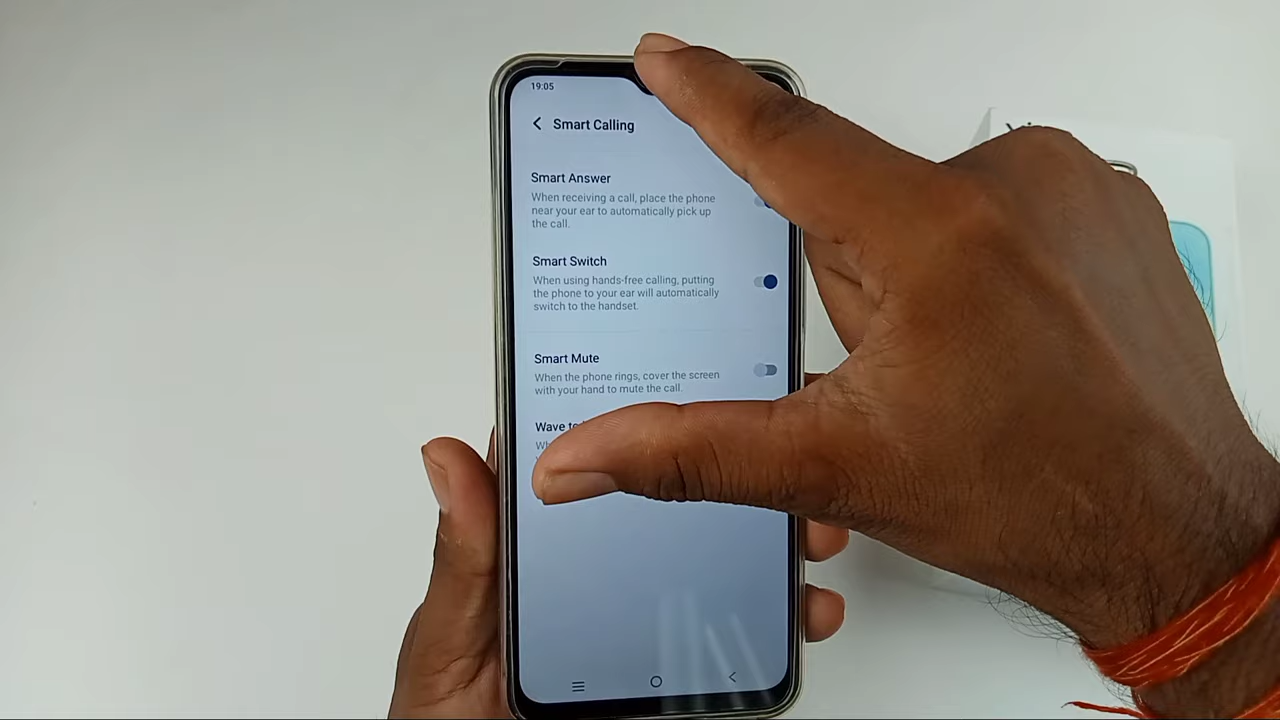 19:05
Smart Calling
Smart Answer
When receiving a call, place the phone
near your ear to automatically pick up
the call.
Smart Switch
When using hands-free calling, putting
the phone to your ear will automatically
switch to the handset.
Smart Mute
When the phone rings, cover the screen
with your hand to mute the call.
Wave